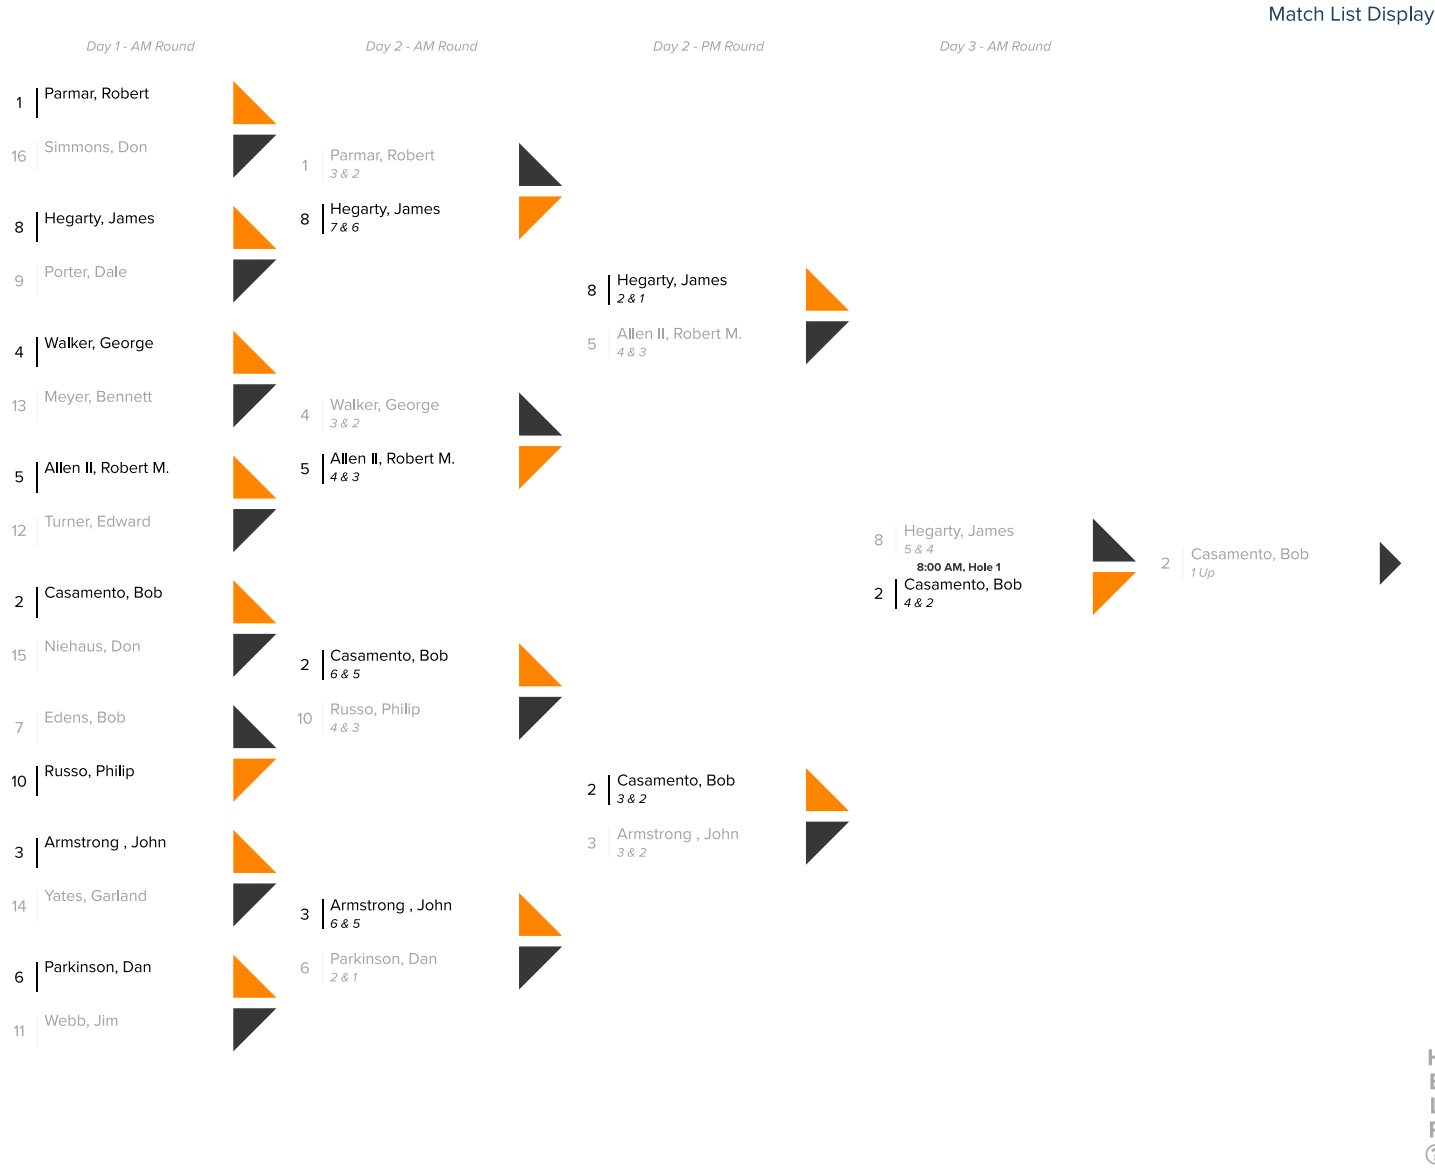 Match List Display
Day 1 - AM Round
Day 2 - AM Round
Day 2 - PM Round
Day 3 - AM Round
1 Parmar, Robert
16 Simmons, Don
8 Hegarty, James
9 Porter, Dale
4 Walker, George
13 Meyer, Bennett
5 Allen II, Robert M.
12 Turner, Edward
2 Casamento, Bob
15 Niehaus, Don
7 Edens, Bob
10 Russo, Philip
3 Armstrong , John
14 Yates, Garland
6 Parkinson, Dan
11 Webb, Jim
1 Parmar, Robert
3 & 2
8 Hegarty, James
7 & 6
4 Walker, George
3 & 2
5 Allen II, Robert M.
4 & 3
2 Casamento, Bob
6 & 5
10 Russo, Philip
4 & 3
3 Armstrong , John
6 & 5
6 Parkinson, Dan
2 & 1
8 Hegarty, James
2 & 1
5 Allen II, Robert M.
4 & 3
2 Casamento, Bob
3 & 2
3 Armstrong , John
3 & 2
8 Hegarty, James
5 & 4
8:00 AM, Hole 1
2 Casamento, Bob
4 & 2
2 Casamento, Bob
1 Up
H
E
L
P
?